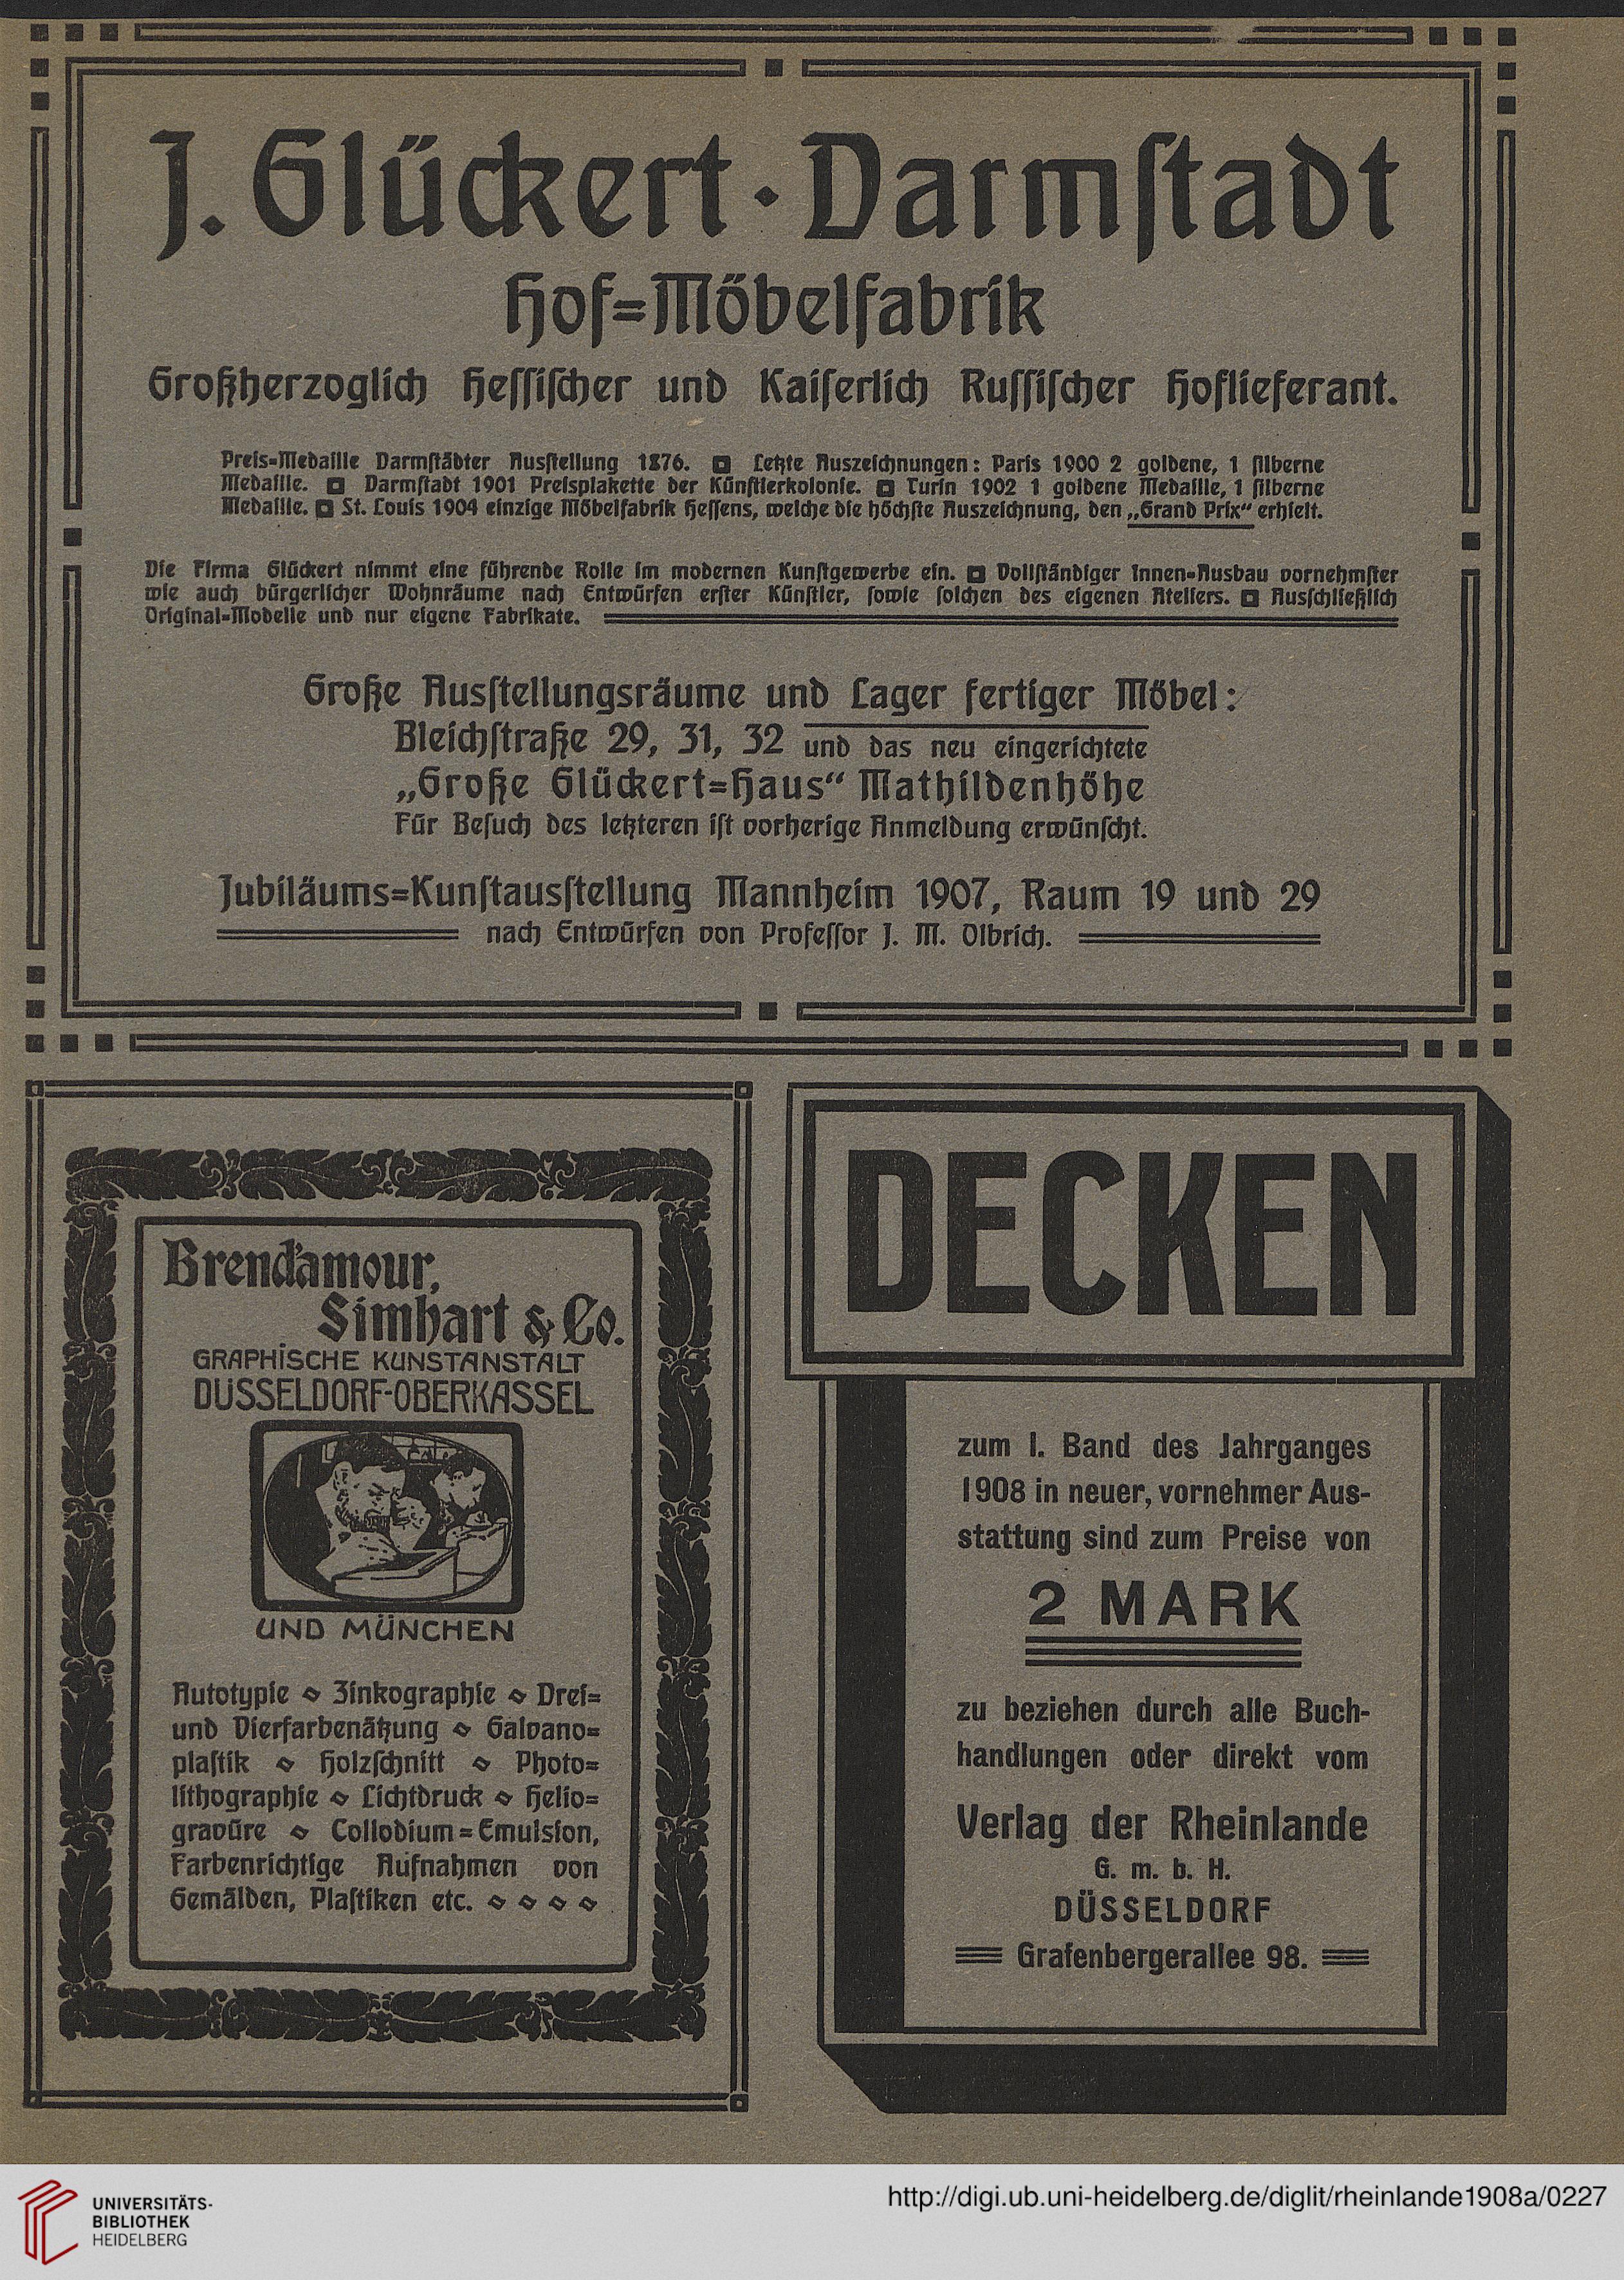 J. Glückert · Darmstadt
Hof=Möbelfabrik
Großherzoglich Hessischer und Kaiserlich Russischer Hoflieferant.
Preis=Medaille Darmstädter Ausstellung 1876. Letzte Auszeichnungen: Paris 1900 2 goldene, 1 silberne
Medaille. Darmstadt 1901 Preisplakette der Künstlerkolonie. Turin 1902 1 goldene Medaille, 1 silberne
Medaille. St. Louis 1904 einzige Möbelfabrik Hessens, welche die höchste Auszeichnung, den „Grand Prix“ erhielt.
Die Firma Glückert nimmt eine führende Rolle im modernen Kunstgewerbe ein. Vollständiger Innen=Ausbau vornehmster
wie auch bürgerlicher Wohnräume nach Entwürfen erster Künstler, sowie solchen des eigenen Ateliers. Ausschließlich
Original=Modelle und nur eigene Fabrikate.
Große Ausstellungsräume und Lager fertiger Möbel:
Bleichstraße 29, 31, 32 und das neu eingerichtete
„Große Glückert=Haus“ Mathildenhöhe
Für Besuch des letzteren ist vorherige Anmeldung erwünscht.
Jubiläums=Kunstausstellung Mannheim 1907, Raum 19 und 29
nach Entwürfen von Professor J. M. Olbrich.
Brend'amour,
Simhart & Co.
GRAPHISCHE KUNSTANSTALT
DÜSSELDORF-OBERKASSEL
UND MÜNCHEN
Autotypie ⋄ Zinkographie ⋄ Drei=
und Vierfarbenätzung ⋄ Galvano=
plastik ⋄ Holzschnitt ⋄ Photo=
lithographie ⋄ Lichtdruck ⋄ Helio=
gravüre ⋄ Collodium=Emulsion,
Farbenrichtige Aufnahmen von
Gemälden, Plastiken etc. ⋄ ⋄ ⋄ ⋄
DECKEN
zum I. Band des Jahrganges
1908 in neuer, vornehmer Aus-
stattung sind zum Preise von
2 MARK
zu beziehen durch alle Buch-
handlungen oder direkt vom
Verlag der Rheinlande
G. m. b. H.
DÜSSELDORF
Grafenbergerallee 98.
UNIVERSITÄTS-
BIBLIOTHEK
HEIDELBERG
http://digi.ub.uni-heidelberg.de/diglit/rheinlande1908a/0227